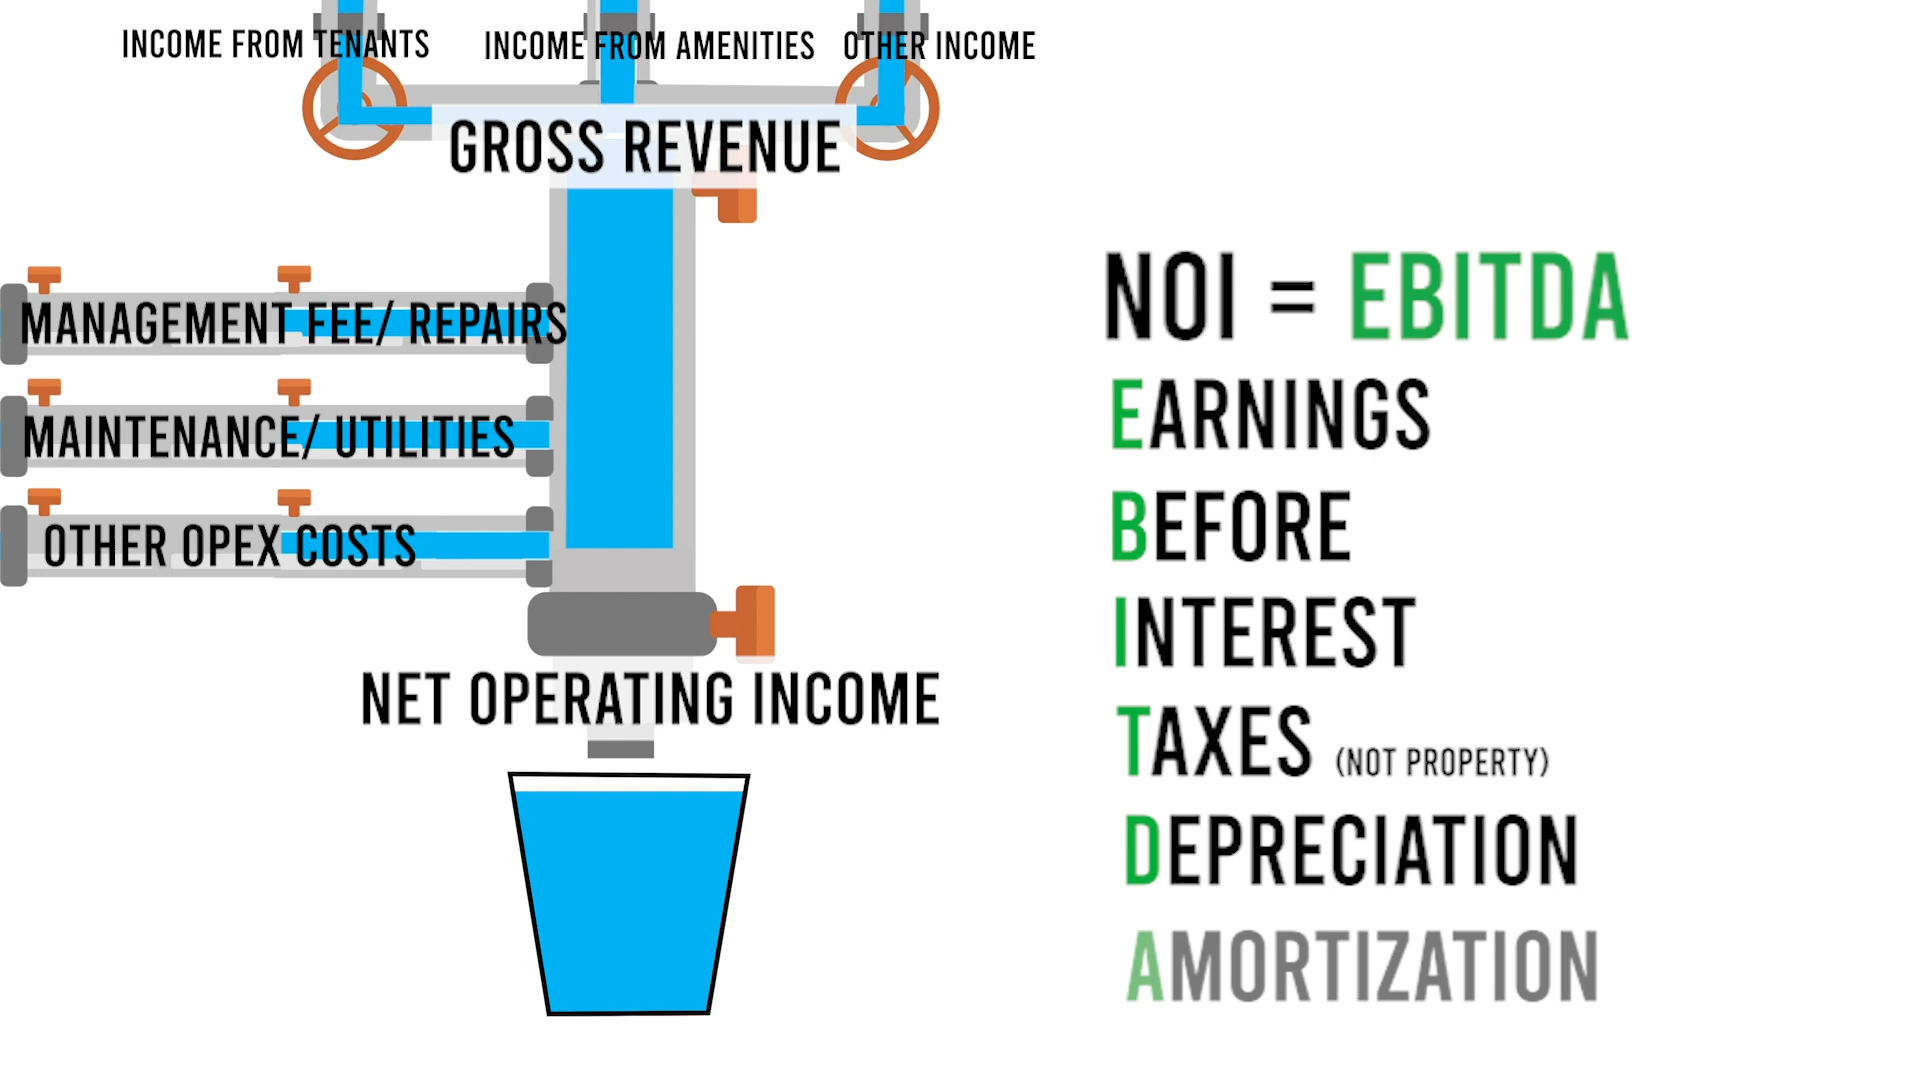 INCOME FROM TENANTS
INCOME FROM AMENITIES
OTHER INCOME
GROSS REVENUE
MANAGEMENT FEE/ REPAIRS
MAINTENANCE/ UTILITIES
OTHER OPEX COSTS
NET OPERATING INCOME
NOI = EBITDA
EARNINGS
BEFORE
INTEREST
TAXES (NOT PROPERTY)
DEPRECIATION
AMORTIZATION